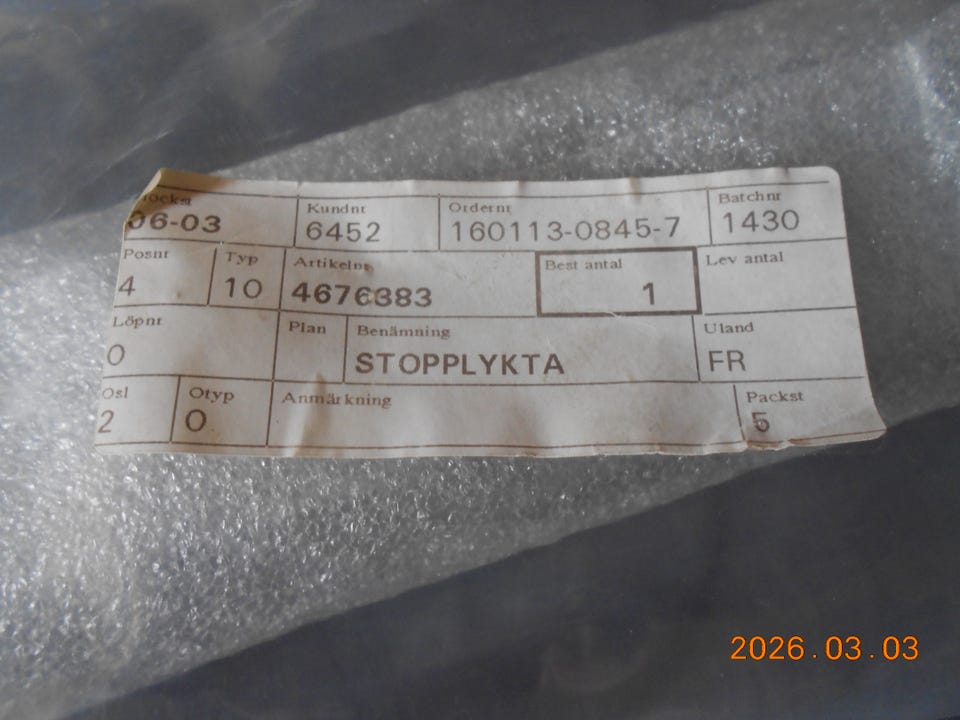 Kundnr Ordernr Batchnr
06-03 6452 160113-0845-7 1430
Posnr Typ Artikelnr Best antal Lev antal
4 10 4676383 1
Löpnr Plan Benämning Uland
0 STOPPLYKTA FR
Osl Otyp Anmärkning Packst
2 0 5
2026.03.03